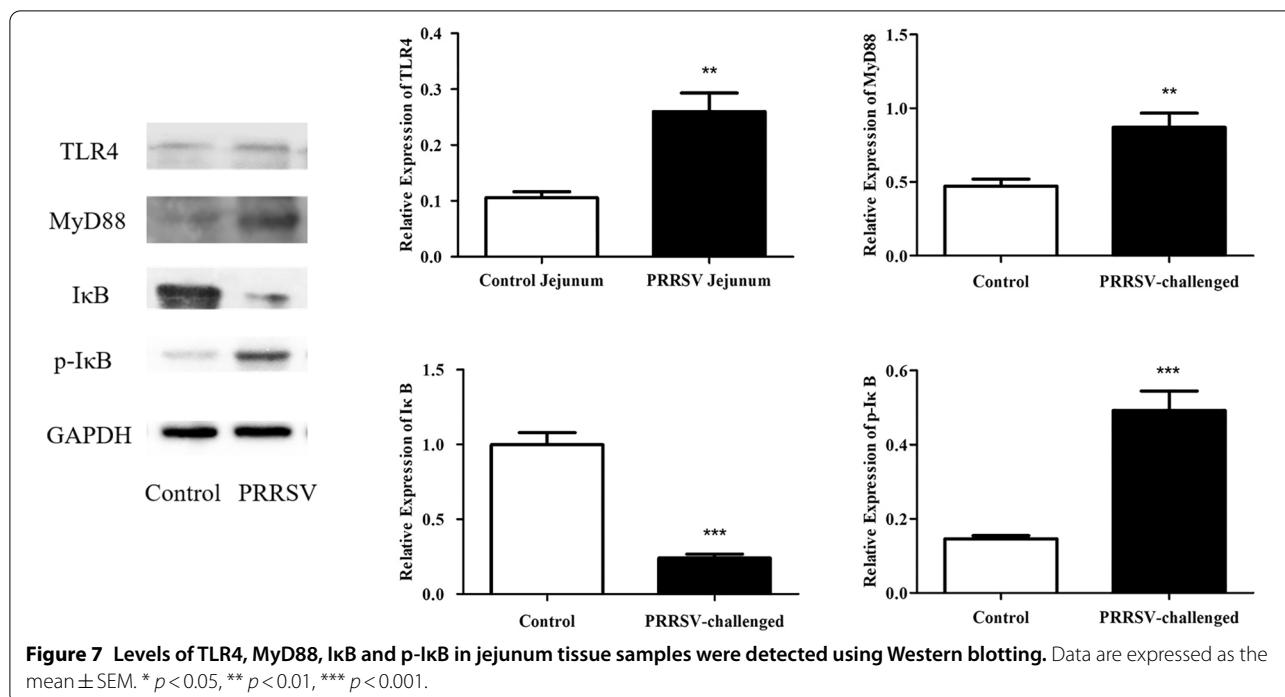 TLR4
MyD88
IκB
p-IκB
GAPDH
Control PRRSV
Relative Expression of TLR4
0.4
0.3
0.2
0.1
0.0
**
Control Jejunum PRRSV Jejunum
Relative Expression of MyD88
1.5
1.0
0.5
0.0
**
Control PRRSV-challenged
Relative Expression of Iκ B
1.5
1.0
0.5
0.0
***
Control PRRSV-challenged
Relative Expression of p-Iκ B
0.6
0.4
0.2
0.0
***
Control PRRSV-challenged
Figure 7 Levels of TLR4, MyD88, IκB and p-IκB in jejunum tissue samples were detected using Western blotting. Data are expressed as the
mean ± SEM. * p < 0.05, ** p < 0.01, *** p < 0.001.